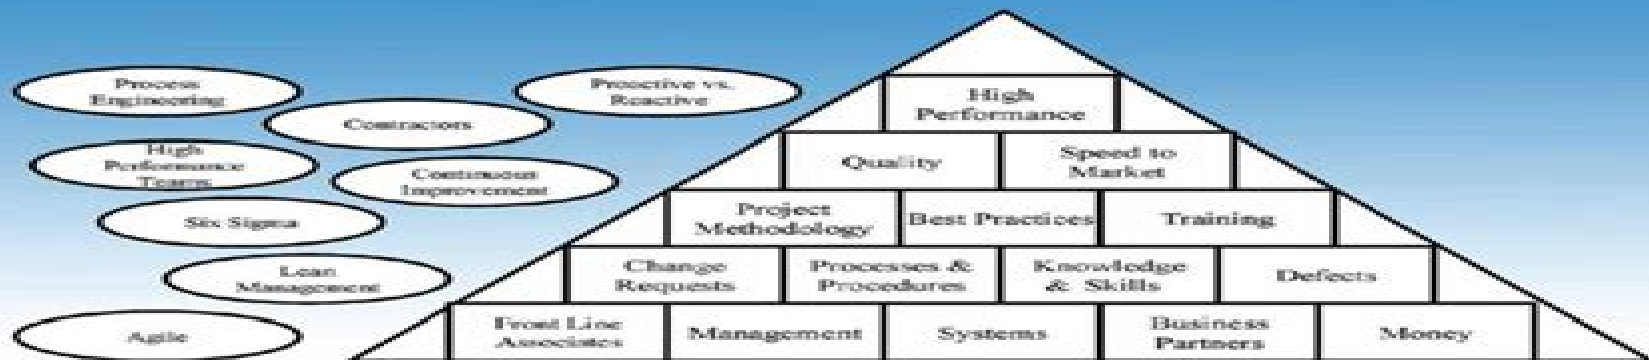 Process
Engineering
Proactive vs.
Reactive
Contractors
High
Performance
Teams
Continuous
Improvement
Six Sigma
Lean
Management
Agile
High
Performance
Quality
Speed to
Market
Project
Methodology
Best Practices
Training
Change
Requests
Processes &
Procedures
Knowledge
& Skills
Defects
Front Line
Associates
Management
Systems
Business
Partners
Money